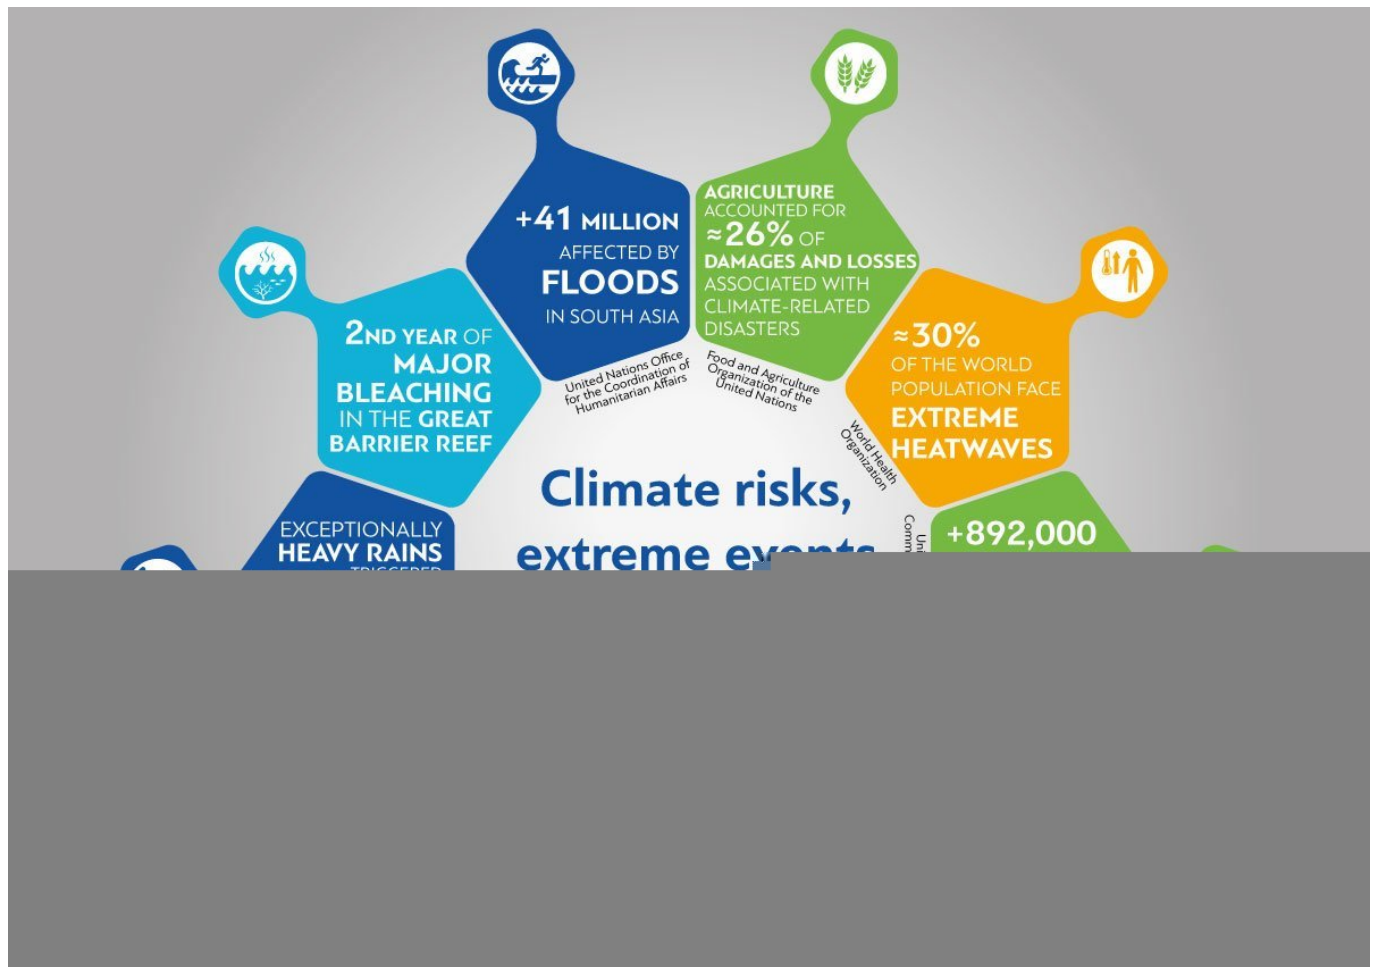 +41 MILLION
AFFECTED BY
FLOODS
IN SOUTH ASIA
United Nations Office
for the Coordination of
Humanitarian Affairs
AGRICULTURE
ACCOUNTED FOR
≈26% OF
DAMAGES AND LOSSES
ASSOCIATED WITH
CLIMATE-RELATED
DISASTERS
Food and Agriculture
Organization of the
United Nations
2ND YEAR OF
MAJOR
BLEACHING
IN THE GREAT
BARRIER REEF
≈30%
OF THE WORLD
POPULATION FACE
EXTREME
HEATWAVES
World Health
Organization
Climate risks,
extreme events
EXCEPTIONALLY
HEAVY RAINS
TRIGGERED
+892,000